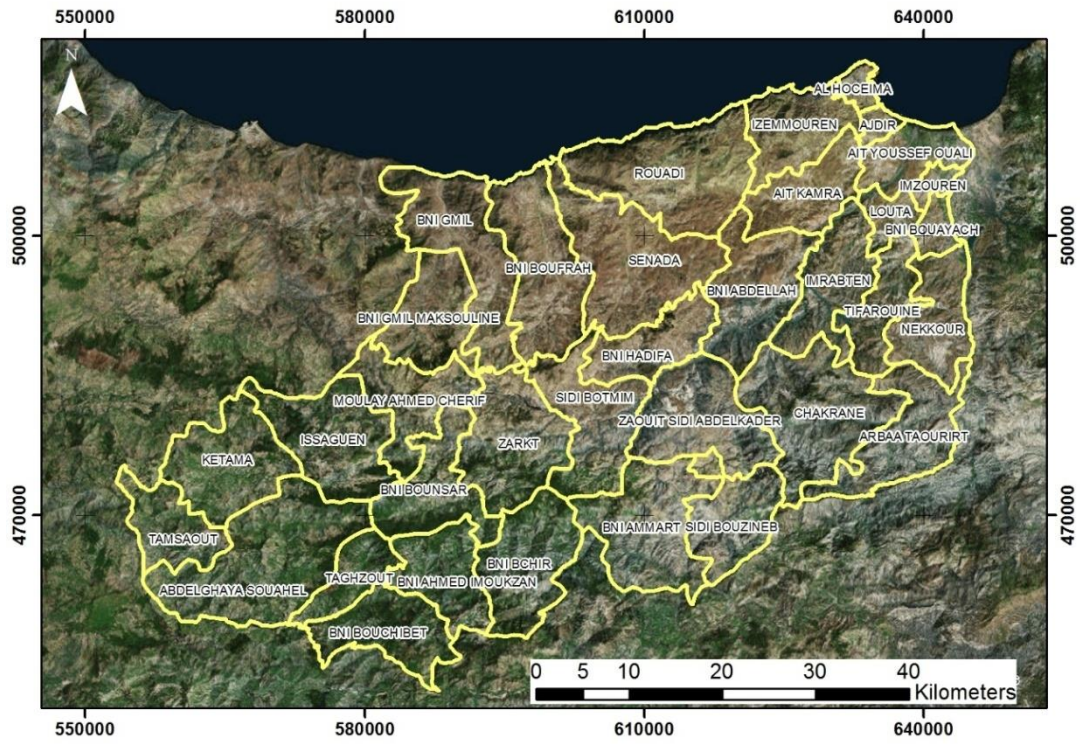 550000 580000 610000 640000
N
AL HOCEIMA
IZEMMOUREN
AJDIR
AIT YOUSSEF OUALI
ROUADI
IMZOUREN
AIT KAMRA
LOUTA
BNI GMIL
BNI BOUAYACH
500000
500000
SENADA
BNI BOUFRAH
IMRABTEN
BNI ABDELLAH
TIFAROUINE
BNI GMIL MAKSOULINE
NEKKOUR
BNI HADIFA
MOULAY AHMED CHERIF
SIDI BOTMIM
CHAKRANE
ZAOUIT SIDI ABDELKADER
ISSAGUEN
ARBAA TAOURIRT
ZARKT
KETAMA
BNI BOUNSAR
470000
470000
BNI AMMART
SIDI BOUZINEB
TAMSAOUT
BNI BCHIR
TAGHZOUT
BNI AHMED IMOUKZAN
ABDELGHAYA SOUAHEL
BNI BOUCHIBET
0 5 10 20 30 40
Kilometers
550000 580000 610000 640000